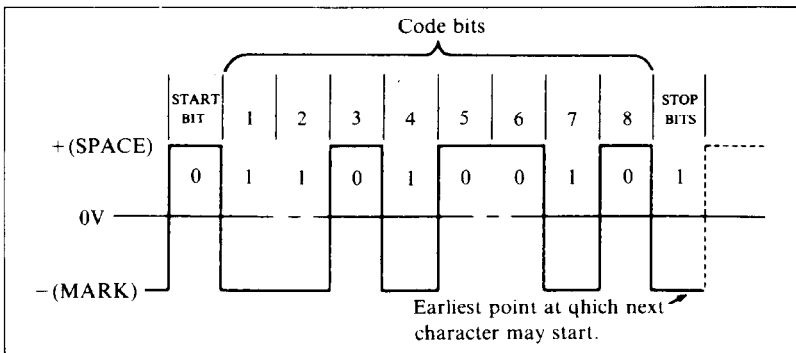 Code bits
START
BIT
1 2 3 4 5 6 7 8
STOP
BITS
+(SPACE)
0 1 1 0 1 0 0 1 0 1
0V
−(MARK)
Earliest point at qhich next
character may start.